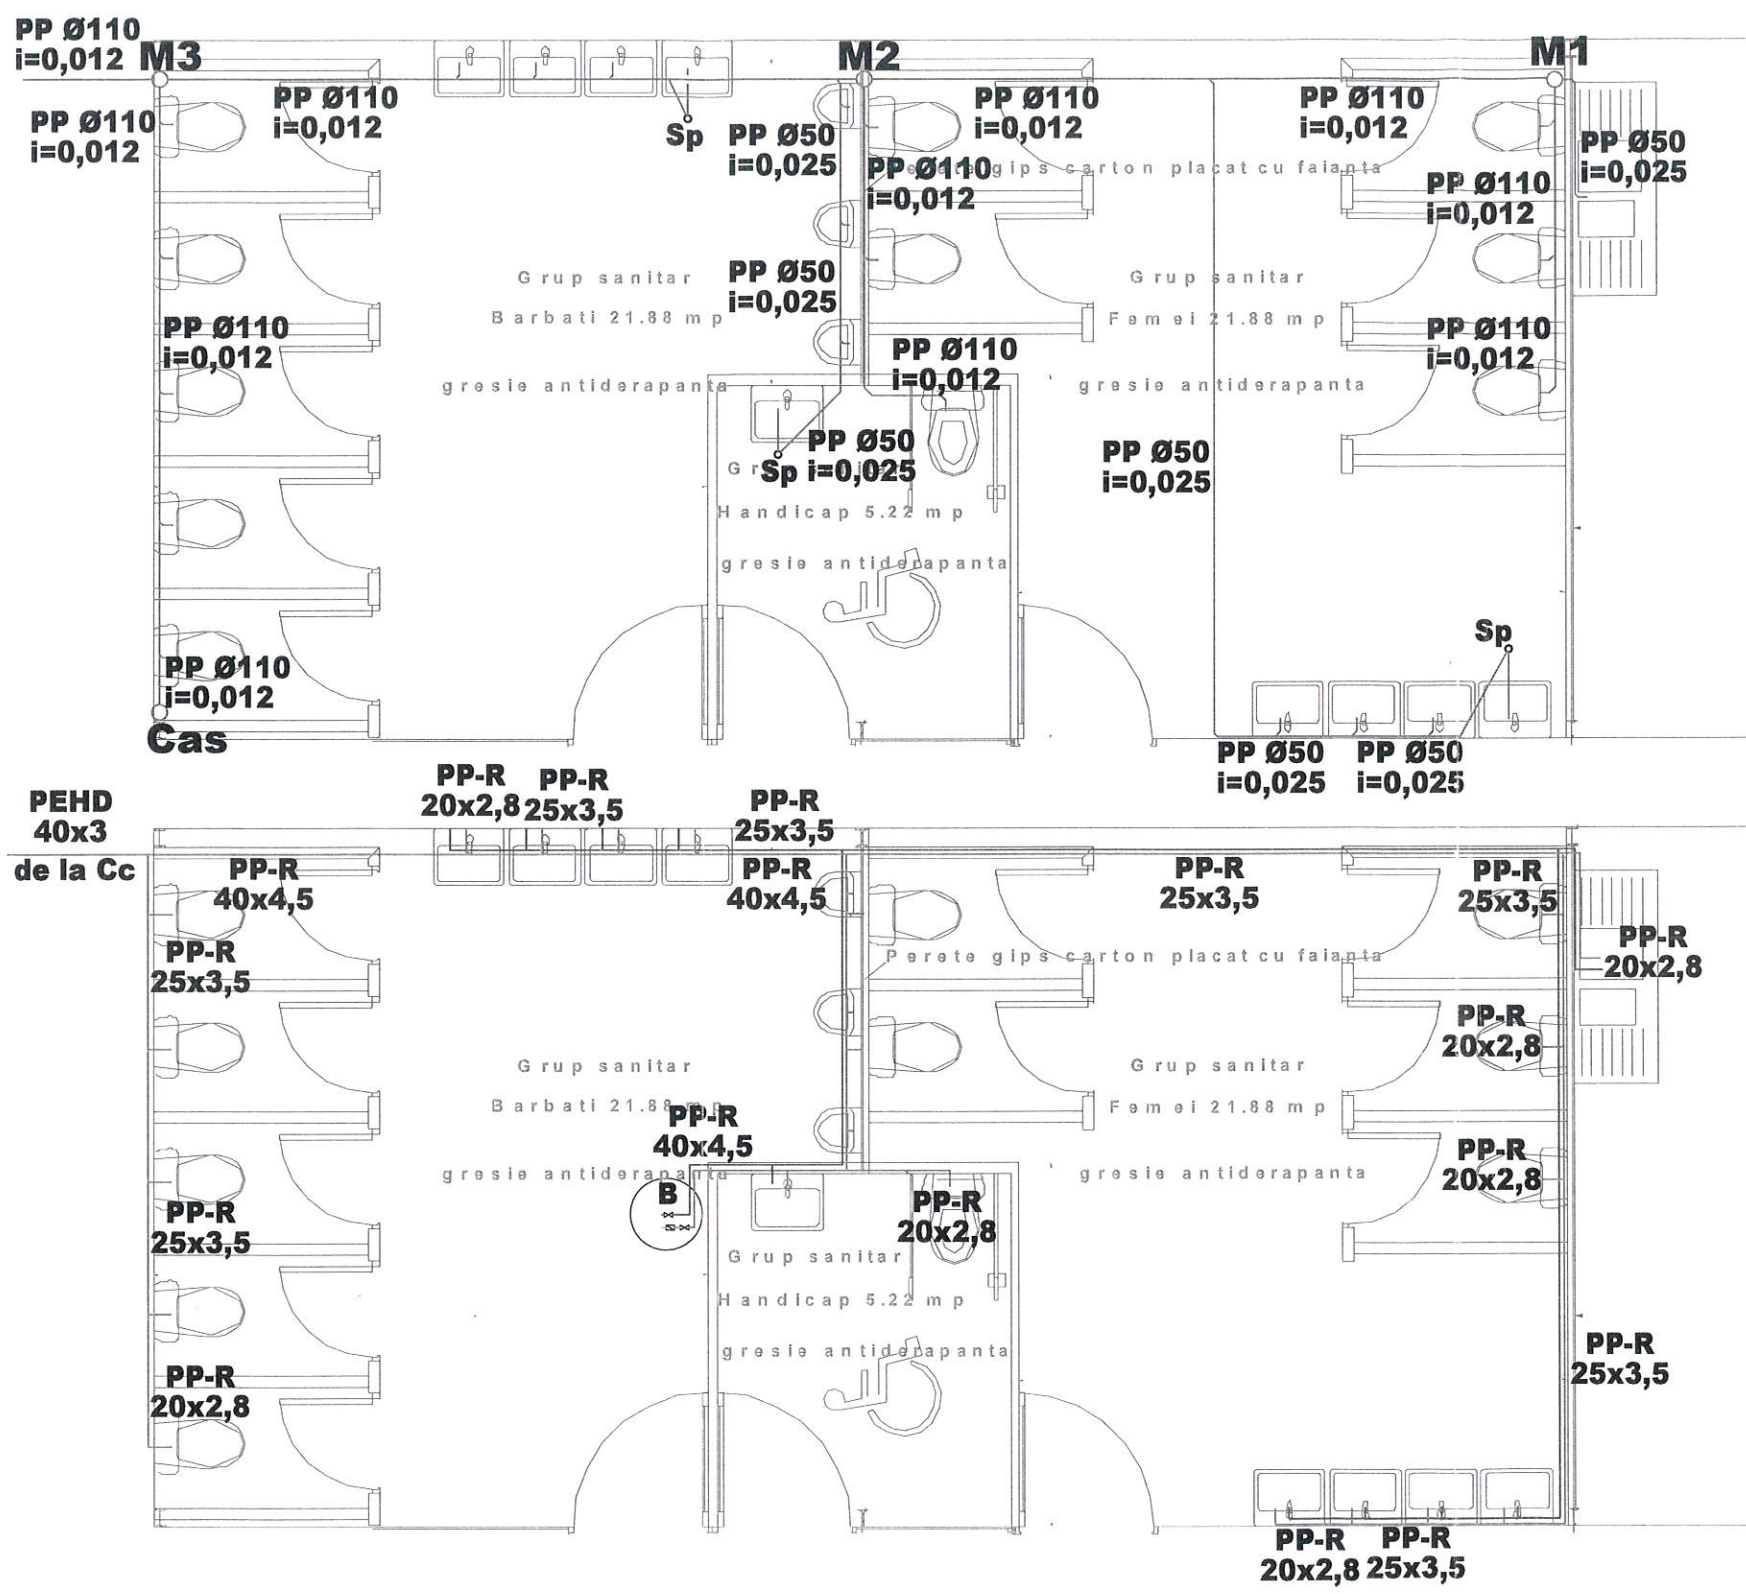 PP Ø110
i=0,012
M3
M2
M1
PP Ø110
i=0,012
PP Ø110
i=0,012
Sp
PP Ø50
i=0,025
PP Ø110
i=0,012
PP Ø110
i=0,012
PP Ø50
i=0,025
Perete gips carton placat cu faianta
PP Ø110
i=0,012
PP Ø110
i=0,012
Grup sanitar
Barbati 21.88 mp
gresie antiderapanta
PP Ø50
i=0,025
Grup sanitar
Femei 21.88 mp
gresie antiderapanta
PP Ø110
i=0,012
PP Ø110
i=0,012
PP Ø110
i=0,012
PP Ø50
i=0,025
Sp
PP Ø50
i=0,025
Handicap 5.22 mp
gresie antiderapanta
Sp
PP Ø110
i=0,012
Cas
PP Ø50
i=0,025
PP Ø50
i=0,025
PEHD
40x3
de la Cc
PP-R
20x2,8
PP-R
25x3,5
PP-R
25x3,5
PP-R
40x4,5
PP-R
40x4,5
PP-R
25x3,5
PP-R
25x3,5
PP-R
25x3,5
Perete gips carton placat cu faianta
PP-R
20x2,8
PP-R
20x2,8
Grup sanitar
Barbati 21.88 mp
gresie antiderapanta
PP-R
40x4,5
Grup sanitar
Femei 21.88 mp
gresie antiderapanta
PP-R
20x2,8
B
PP-R
25x3,5
PP-R
20x2,8
Grup sanitar
Handicap 5.22 mp
gresie antiderapanta
PP-R
20x2,8
PP-R
25x3,5
PP-R
20x2,8
PP-R
25x3,5